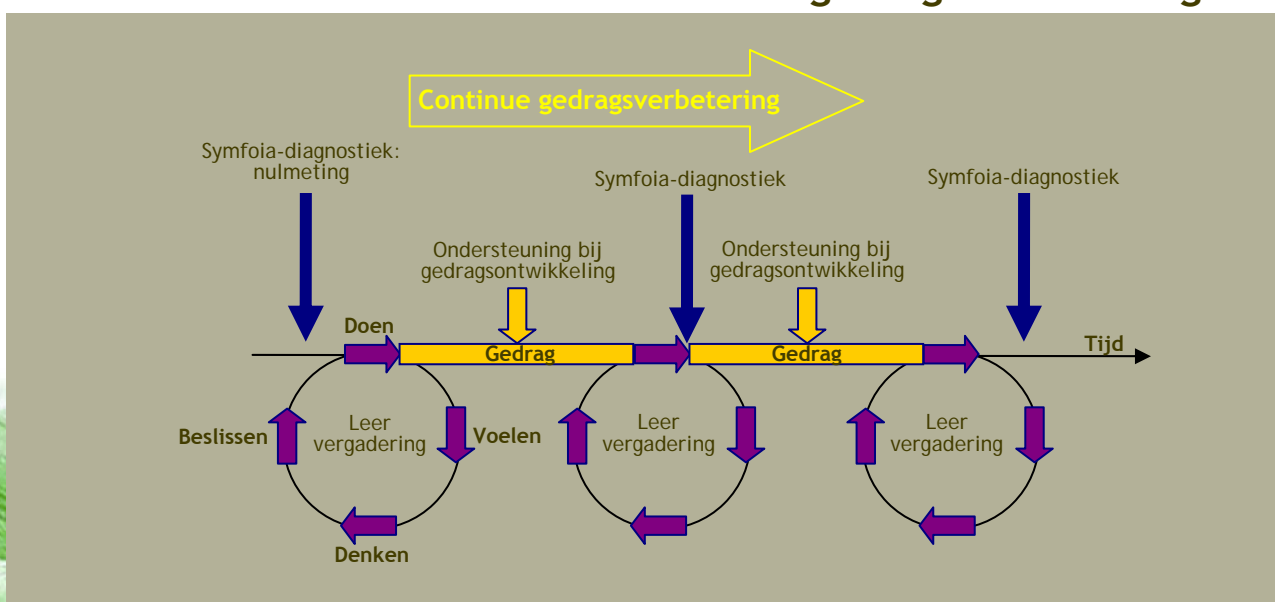 Continue gedragsverbetering
Symfoia-diagnostiek:
nulmeting
Symfoia-diagnostiek
Symfoia-diagnostiek
Ondersteuning bij
gedragsontwikkeling
Ondersteuning bij
gedragsontwikkeling
Doen
Gedrag
Gedrag
Tijd
Beslissen
Leer
vergadering
Voelen
Leer
vergadering
Leer
vergadering
Denken